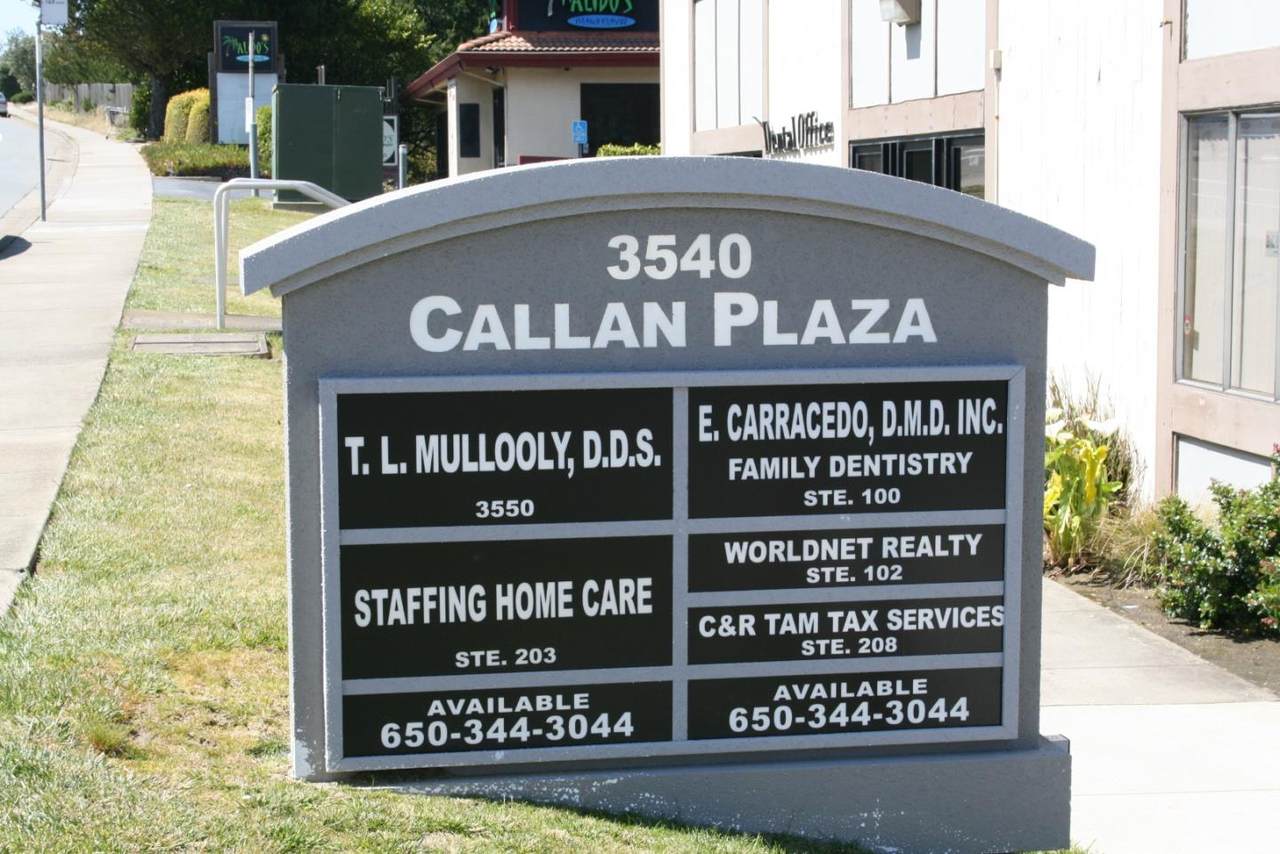 ALIDO'S
Dental Office
3540
CALLAN PLAZA
T. L. MULLOOLY, D.D.S.
3550
STAFFING HOME CARE
STE. 203
AVAILABLE
650-344-3044
E. CARRACEDO, D.M.D. INC.
FAMILY DENTISTRY
STE. 100
WORLDNET REALTY
STE. 102
C&R TAM TAX SERVICES
STE. 208
AVAILABLE
650-344-3044